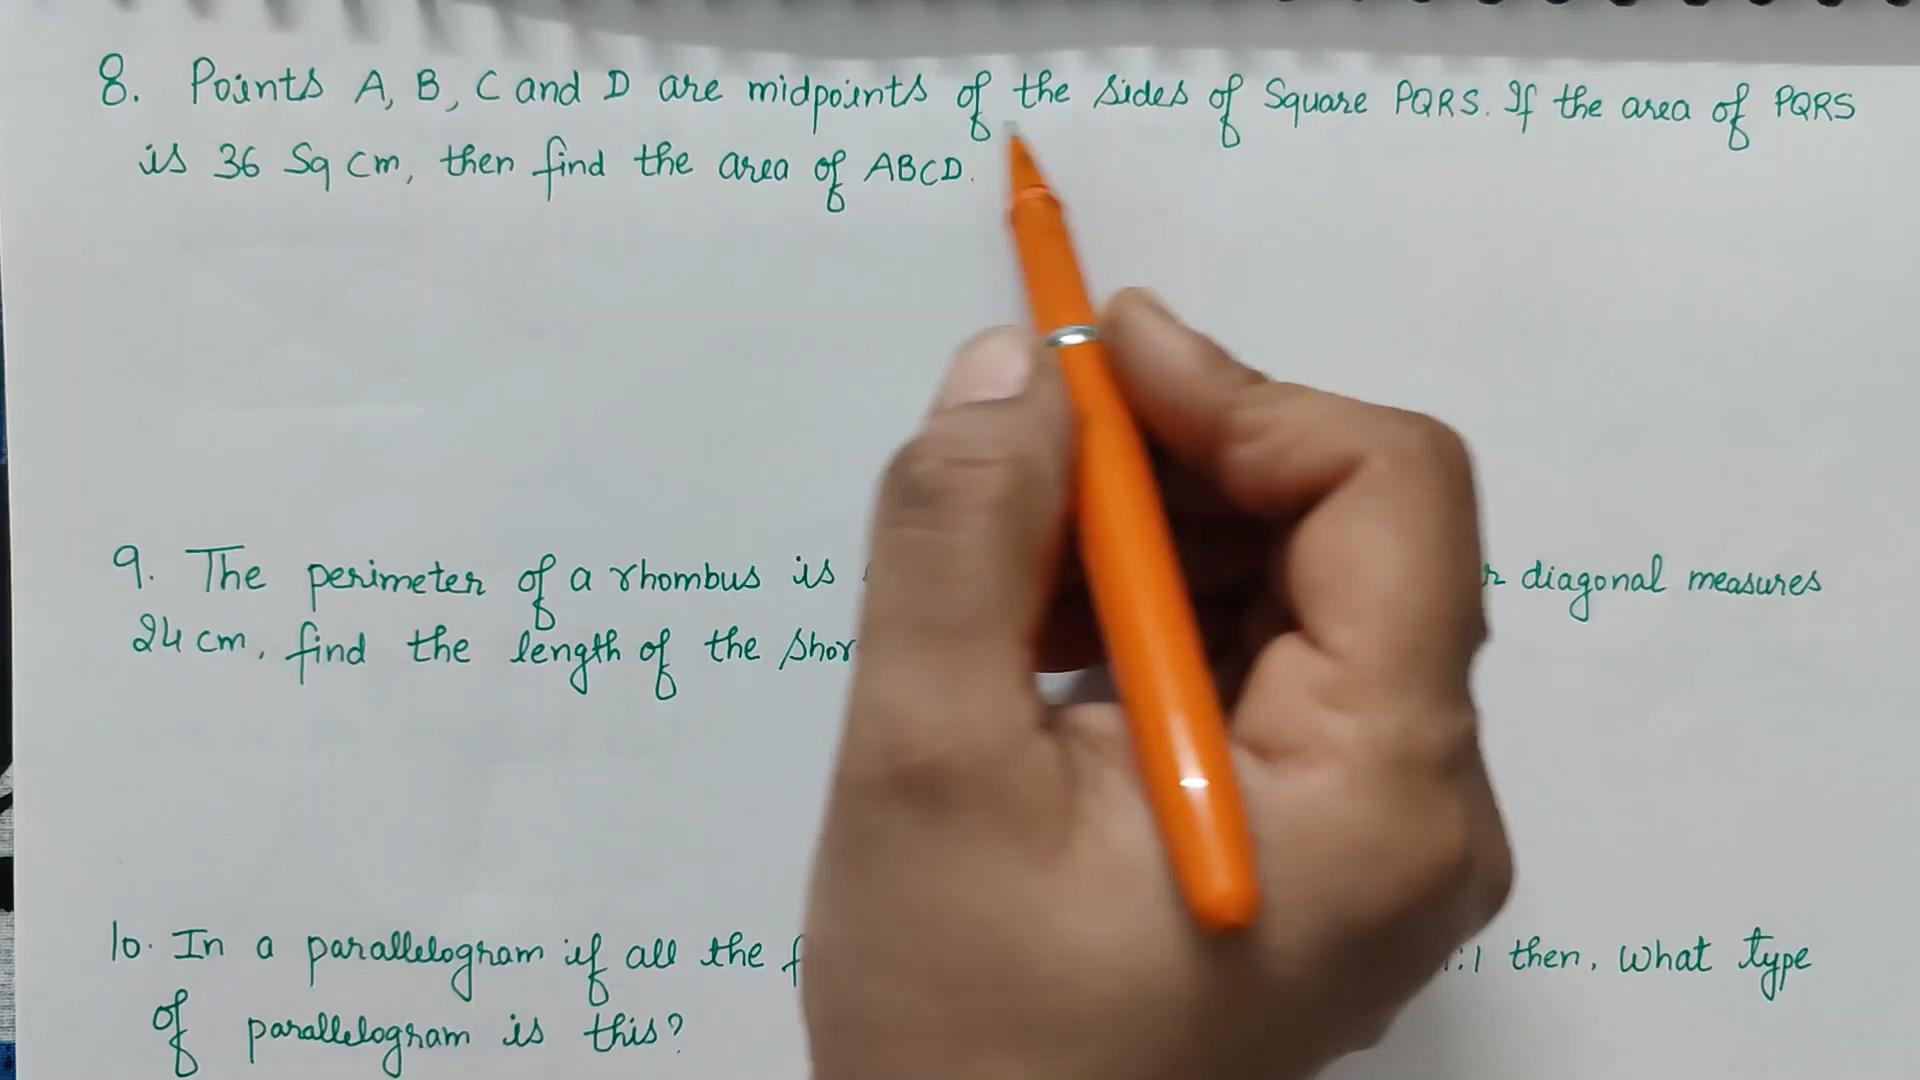 8. Points A, B, C and D are midpoints of the sides of Square PQRS. If the area of PQRS
is 36 Sq cm, then find the area of ABCD.
9. The perimeter of a rhombus is diagonal measures
24 cm, find the length of the
10. In a parallelogram if all the :1 then, what type
of parallelogram is this?